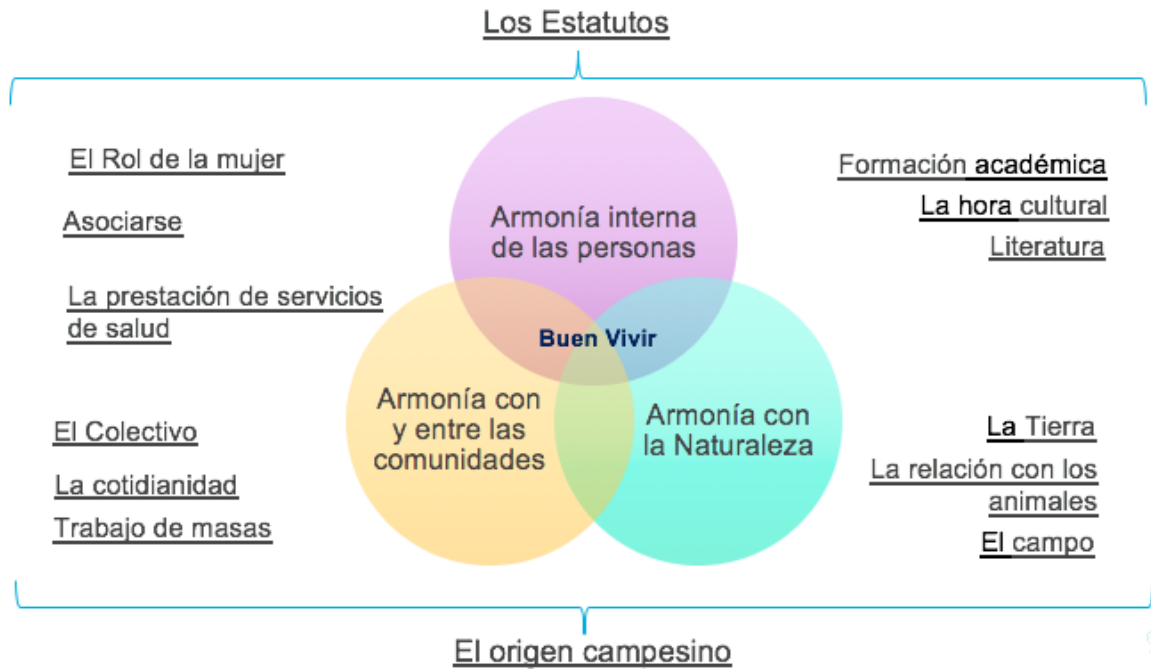 Los Estatutos
El Rol de la mujer
Asociarse
La prestación de servicios
de salud
El Colectivo
La cotidianidad
Trabajo de masas
Armonía interna
de las personas
Buen Vivir
Armonía con
y entre las
comunidades
Armonía con
la Naturaleza
Formación académica
La hora cultural
Literatura
La Tierra
La relación con los
animales
El campo
El origen campesino